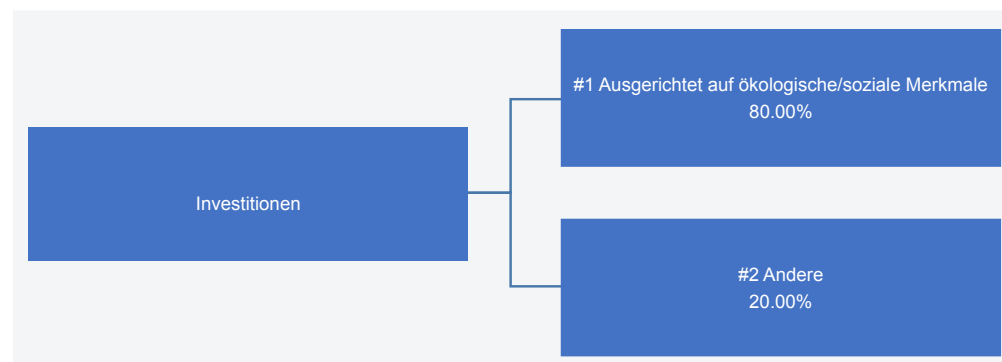 #1 Ausgerichtet auf ökologische/soziale Merkmale
80.00%
Investitionen
#2 Andere
20.00%